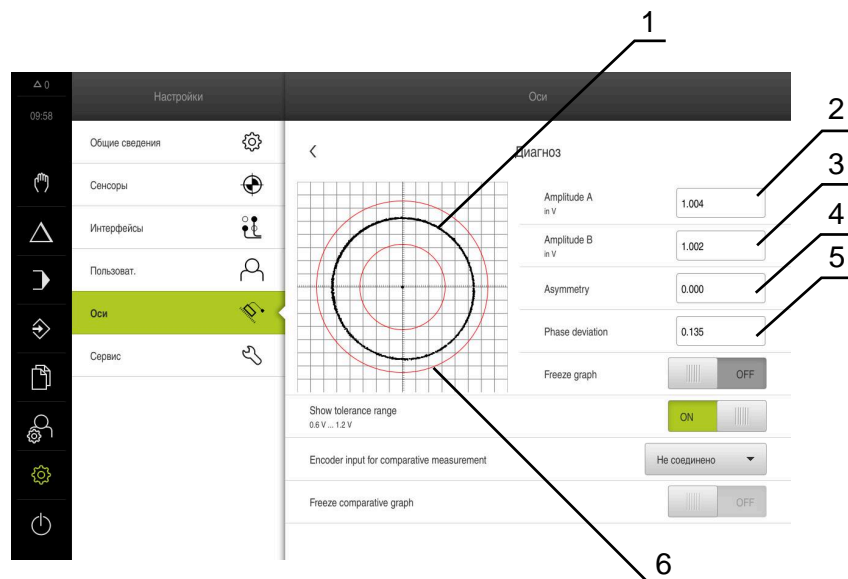 1
△ 0
Настройки
Оси
09:58
2
Общие сведения
Диагноз
3
Сенсоры
Amplitude A
in V
1.004
4
Интерфейсы
Amplitude B
in V
1.002
5
Пользоват.
Asymmetry
0.000
Оси
Phase deviation
0.135
Сервис
Freeze graph
OFF
Show tolerance range
0.6 V ... 1.2 V
ON
Encoder input for comparative measurement
Не соединено
Freeze comparative graph
OFF
6